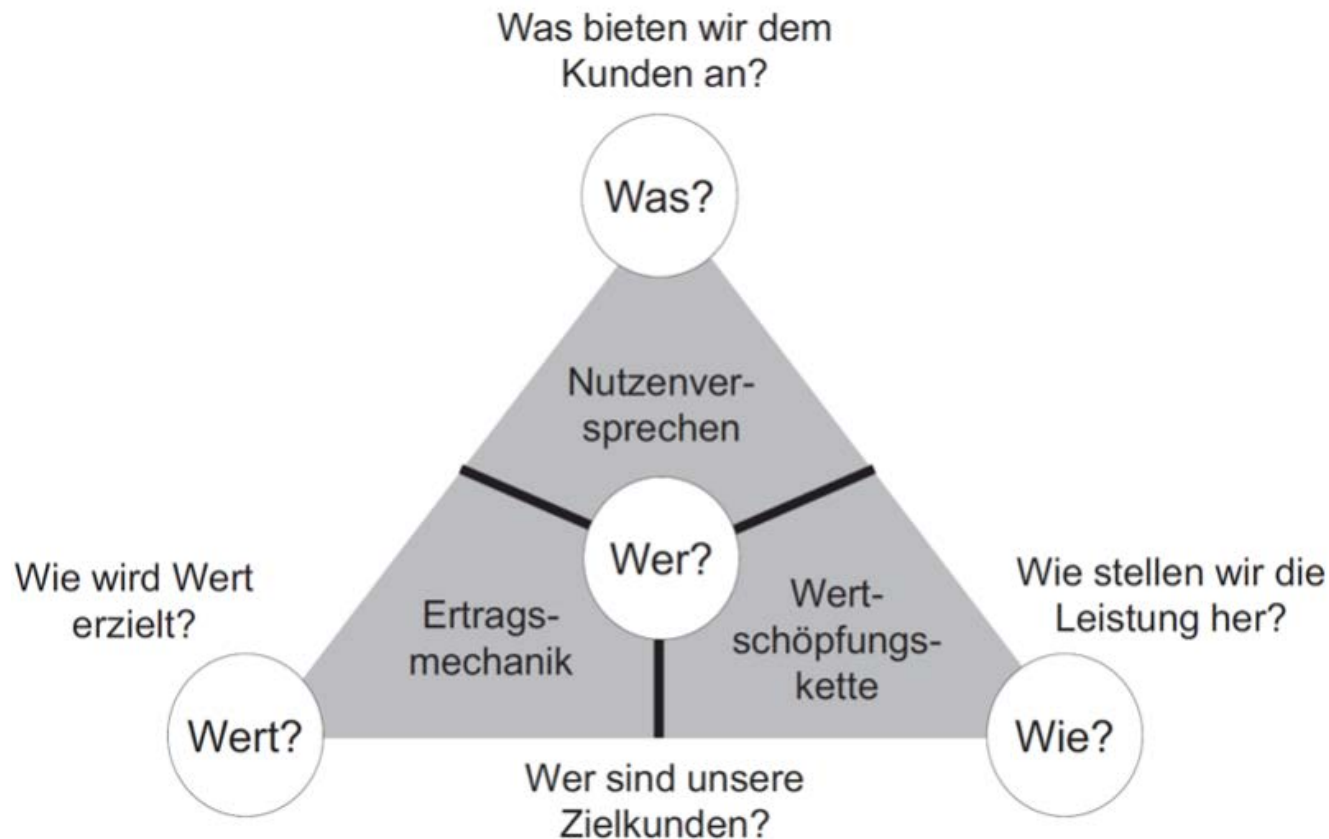 Was bieten wir dem
Kunden an?
Was?
Nutzenver-
sprechen
Wer?
Wie wird Wert
erzielt?
Ertrags-
mechanik
Wert-
schöpfungs-
kette
Wie stellen wir die
Leistung her?
Wert?
Wie?
Wer sind unsere
Zielkunden?